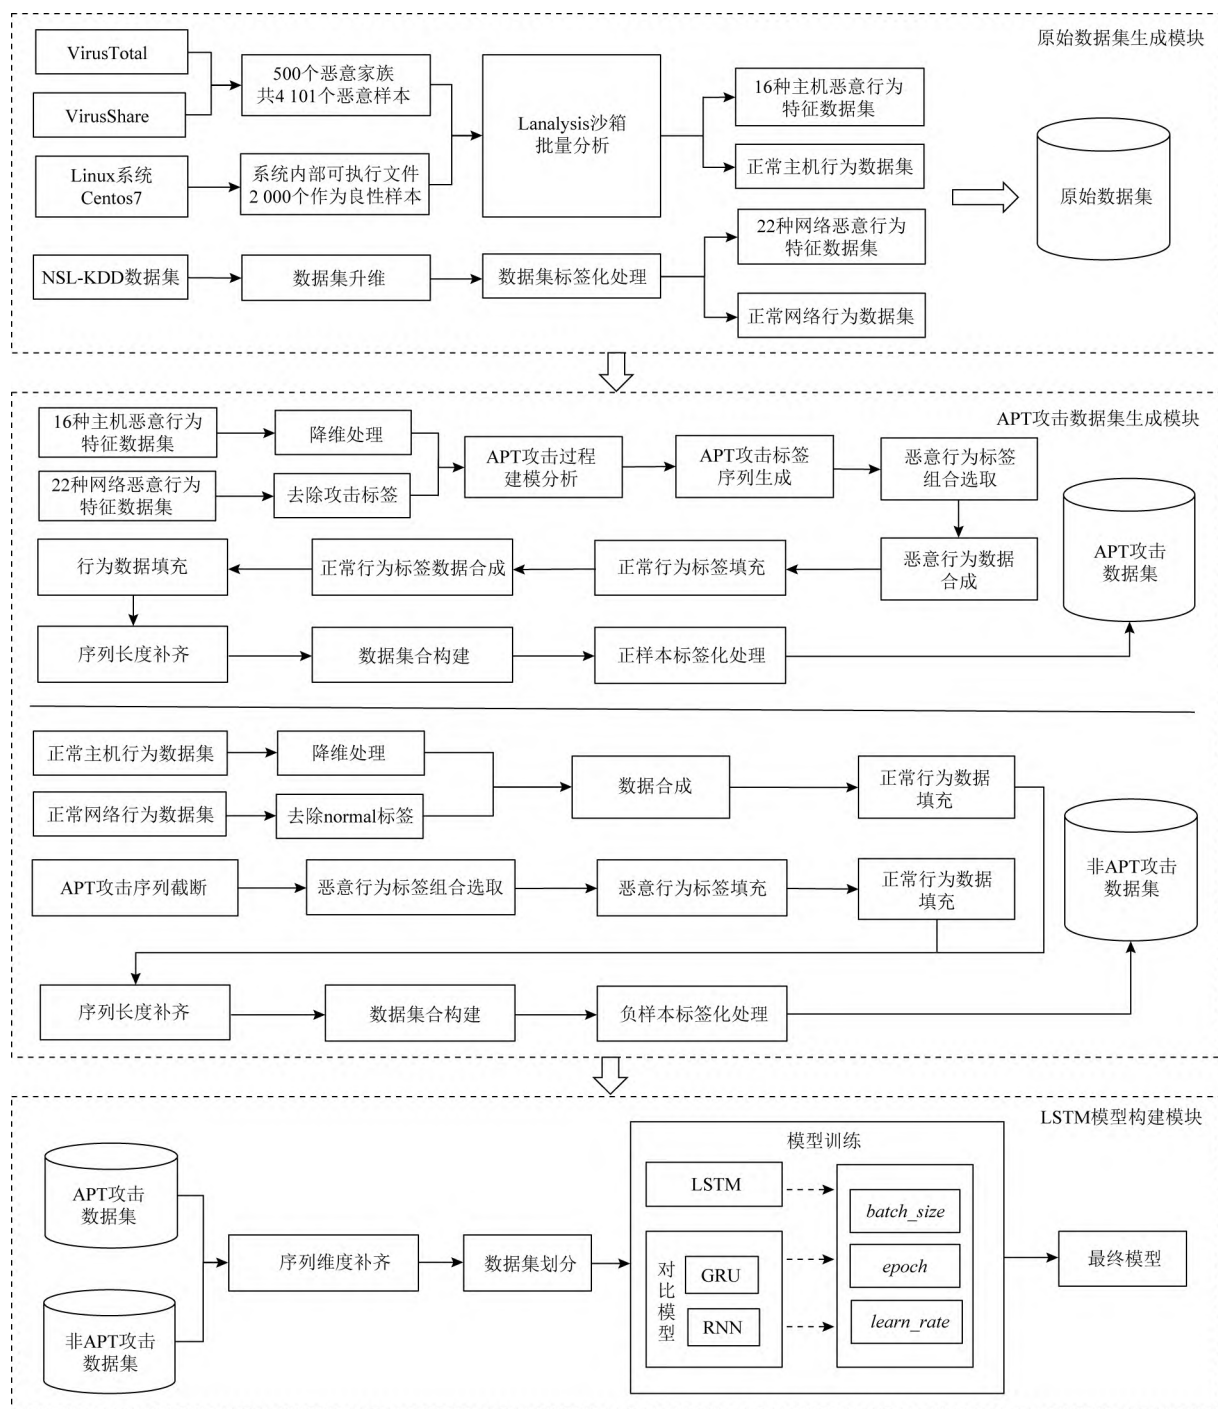 原始数据集生成模块
VirusTotal
VirusShare
500个恶意家族
共4 101个恶意样本
Linux系统
Centos7
系统内部可执行文件
2 000个作为良性样本
Lanalysis沙箱
批量分析
16种主机恶意行为
特征数据集
正常主机行为数据集
NSL-KDD数据集
数据集升维
数据集标签化处理
22种网络恶意行为
特征数据集
正常网络行为数据集
原始数据集
APT攻击数据集生成模块
16种主机恶意行为
特征数据集
降维处理
22种网络恶意行为
特征数据集
去除攻击标签
APT攻击过程
建模分析
APT攻击标签
序列生成
恶意行为标签
组合选取
恶意行为数据
合成
正常行为标签填充
正常行为标签数据合成
行为数据填充
序列长度补齐
数据集合构建
正样本标签化处理
APT攻击
数据集
正常主机行为数据集
降维处理
正常网络行为数据集
去除normal标签
数据合成
正常行为数据
填充
APT攻击序列截断
恶意行为标签组合选取
恶意行为标签填充
正常行为数据
填充
序列长度补齐
数据集合构建
负样本标签化处理
非APT攻击
数据集
LSTM模型构建模块
APT攻击
数据集
非APT攻击
数据集
序列维度补齐
数据集划分
模型训练
LSTM
对比模型
GRU
RNN
batch_size
epoch
learn_rate
最终模型